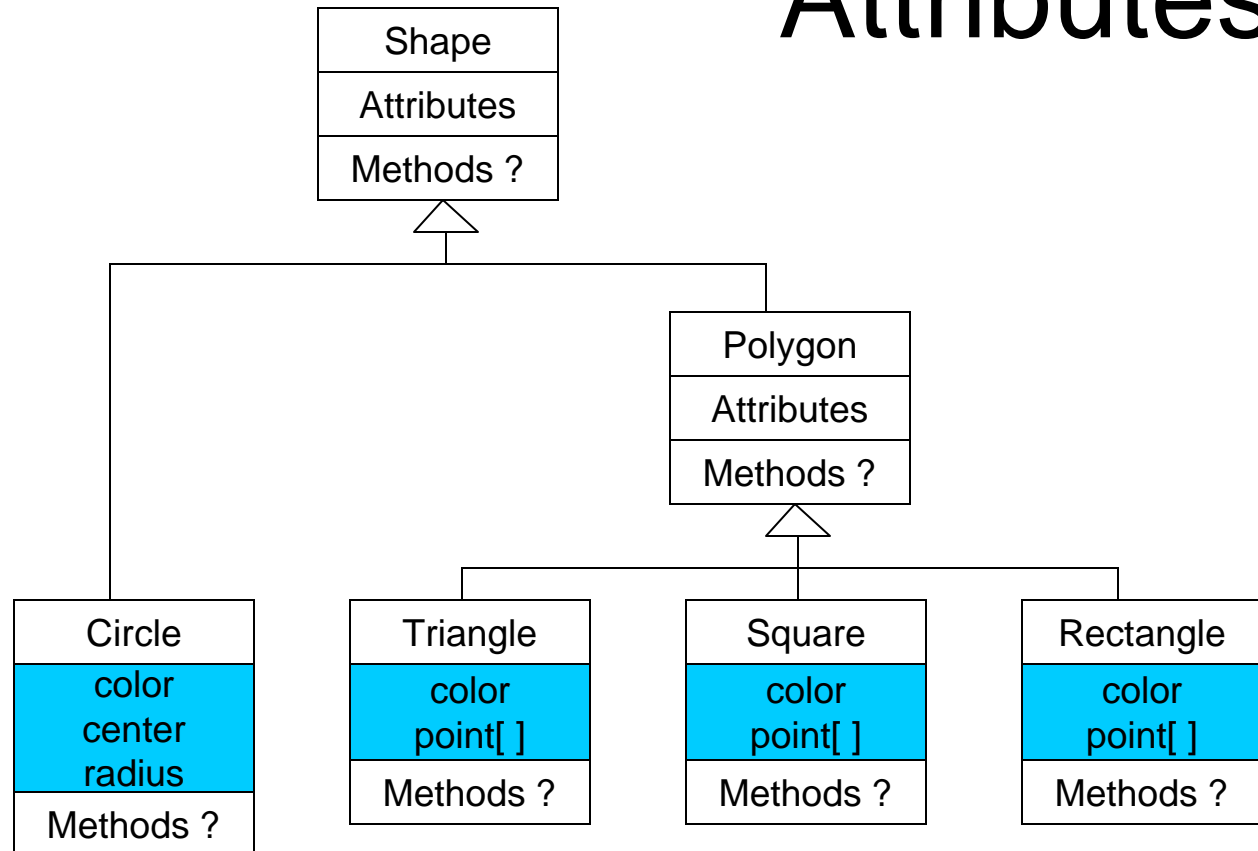 Attributes
Shape
Attributes
Methods ?
Polygon
Attributes
Methods ?
Circle
color
center
radius
Methods ?
Triangle
color
point[ ]
Methods ?
Square
color
point[ ]
Methods ?
Rectangle
color
point[ ]
Methods ?